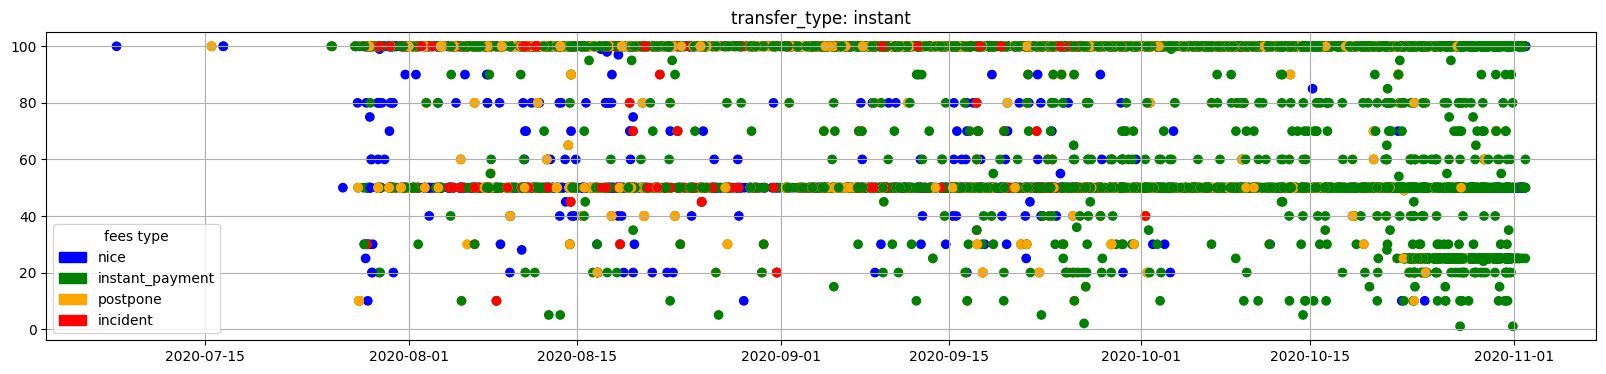 transfer_type: instant
100
80
60
40
20
0
fees type
nice
instant_payment
postpone
incident
2020-07-15
2020-08-01
2020-08-15
2020-09-01
2020-09-15
2020-10-01
2020-10-15
2020-11-01